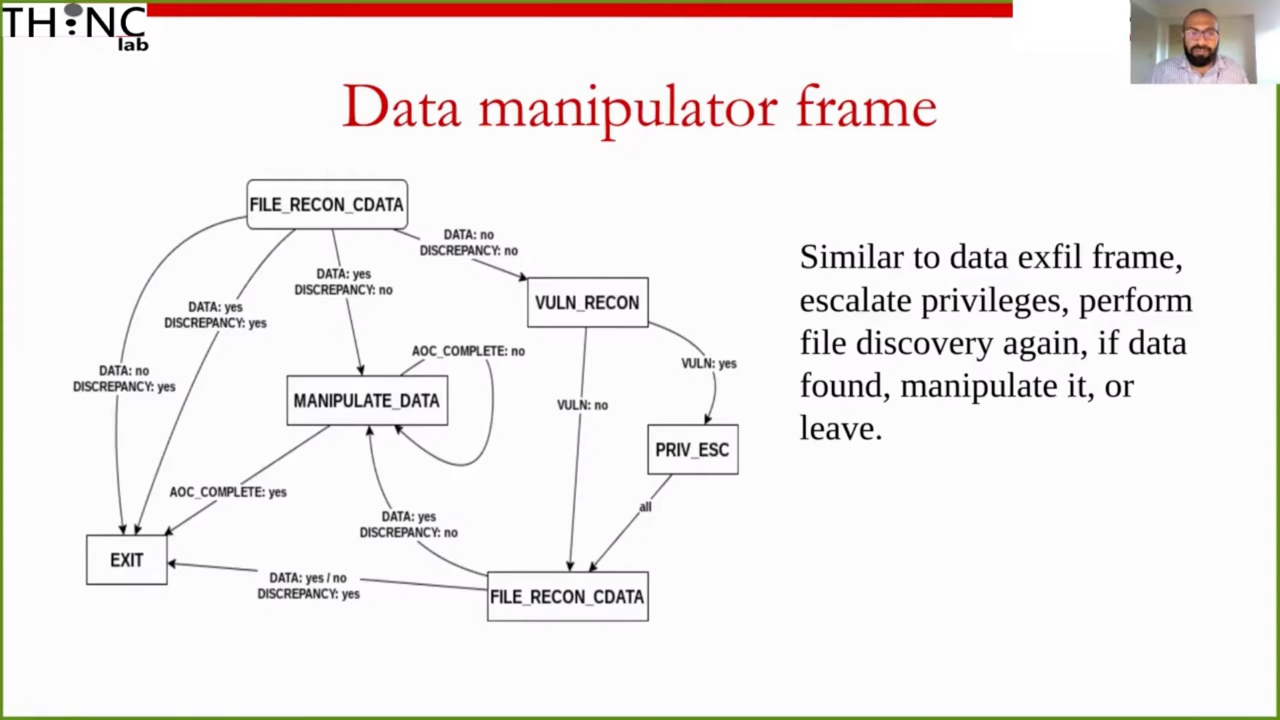 THINC
lab
Data manipulator frame
FILE_RECON_CDATA
DATA: no
DISCREPANCY: no
DATA: yes
DISCREPANCY: no
DATA: yes
DISCREPANCY: yes
DATA: no
DISCREPANCY: yes
VULN_RECON
AOC_COMPLETE: no
VULN: yes
MANIPULATE_DATA
VULN: no
PRIV_ESC
AOC_COMPLETE: yes
all
DATA: yes
DISCREPANCY: no
EXIT
DATA: yes / no
DISCREPANCY: yes
FILE_RECON_CDATA
Similar to data exfil frame,
escalate privileges, perform
file discovery again, if data
found, manipulate it, or
leave.